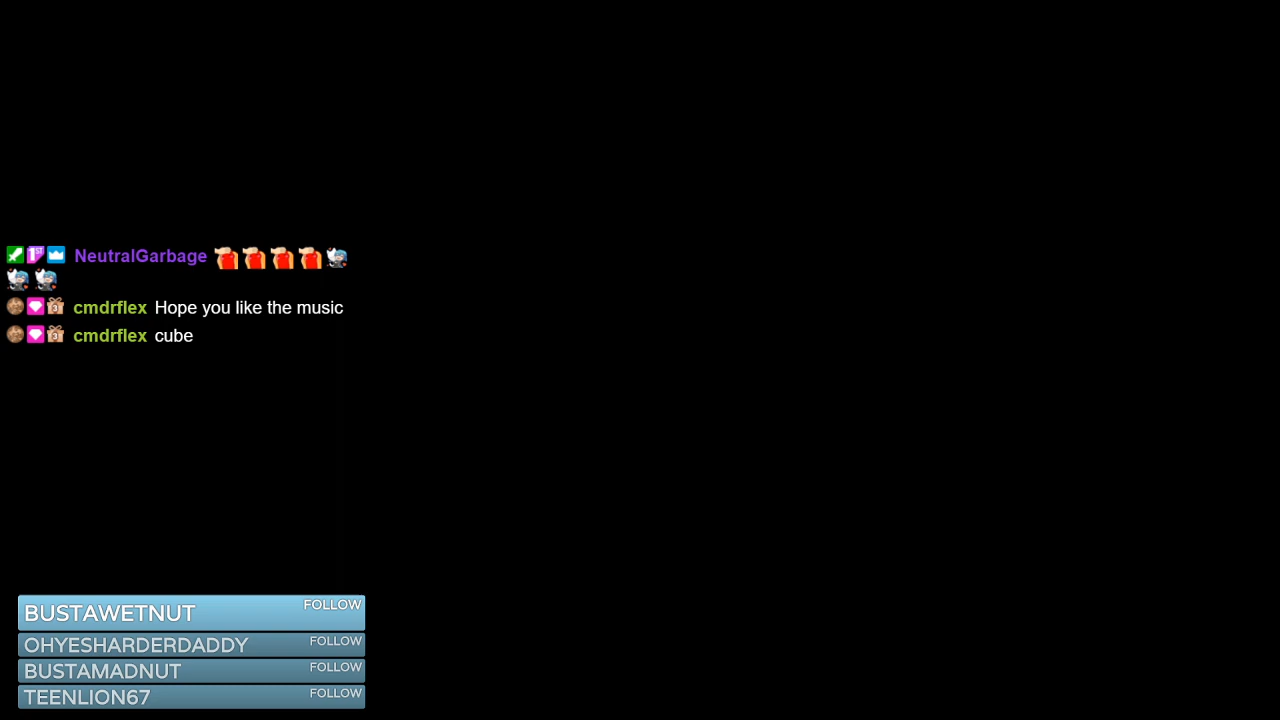 NeutralGarbage
cmdrflex Hope you like the music
cmdrflex cube
BUSTAWETNUT FOLLOW
OHYESHARDERDADDY FOLLOW
BUSTAMADNUT FOLLOW
TEENLION67 FOLLOW